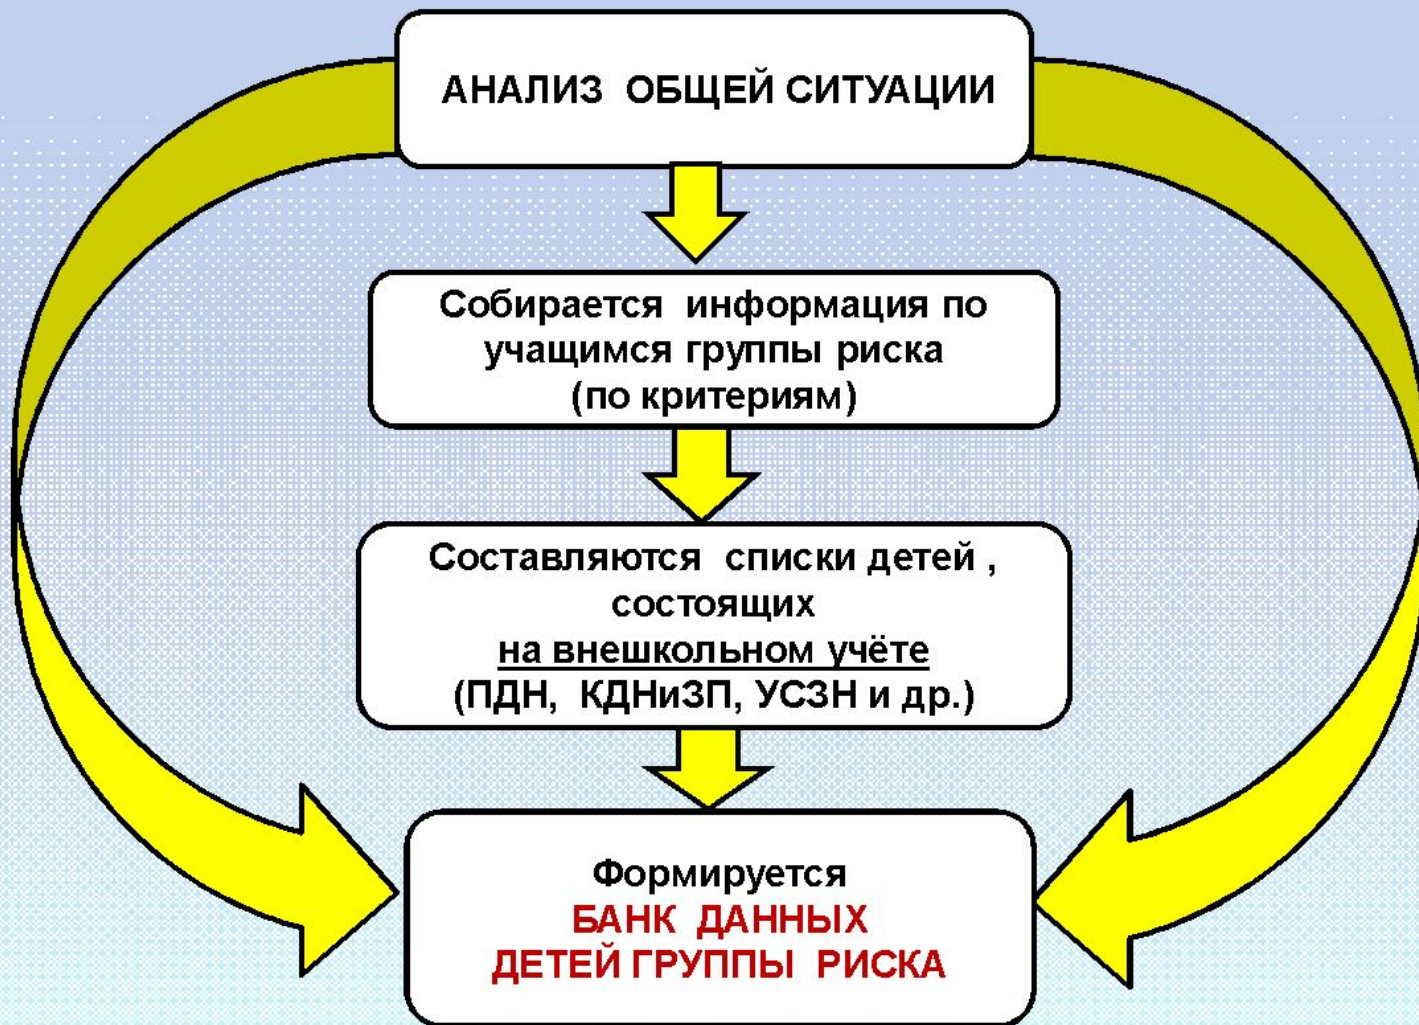 АНАЛИЗ ОБЩЕЙ СИТУАЦИИ
Собирается информация по
учащимся группы риска
(по критериям)
Составляются списки детей ,
состоящих
на внешкольном учёте
(ПДН, КДНиЗП, УСЗН и др.)
Формируется
БАНК ДАННЫХ
ДЕТЕЙ ГРУППЫ РИСКА